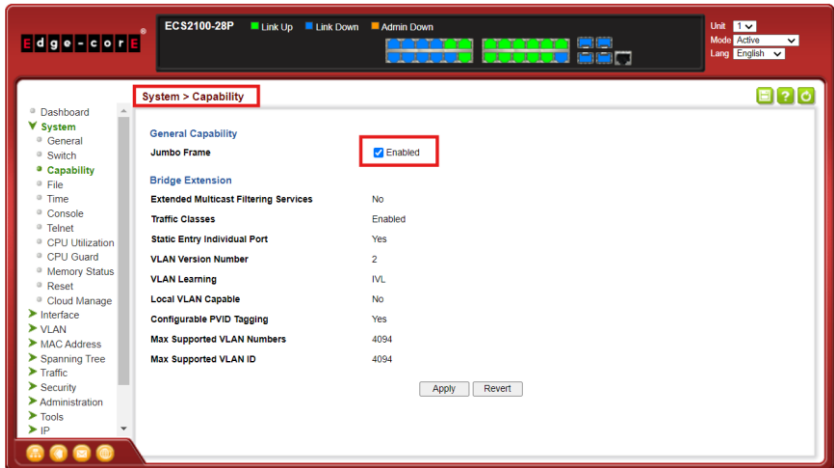 Edge-corE®
ECS2100-28P Link Up Link Down Admin Down
Unit 1
Mode Active
Lang English
Dashboard
System
General
Switch
Capability
File
Time
Console
Telnet
CPU Utilization
CPU Guard
Memory Status
Reset
Cloud Manage
Interface
VLAN
MAC Address
Spanning Tree
Traffic
Security
Administration
Tools
IP
System > Capability
?
General Capability
Jumbo Frame Enabled
Bridge Extension
Extended Multicast Filtering Services No
Traffic Classes Enabled
Static Entry Individual Port Yes
VLAN Version Number 2
VLAN Learning IVL
Local VLAN Capable No
Configurable PVID Tagging Yes
Max Supported VLAN Numbers 4094
Max Supported VLAN ID 4094
Apply Revert